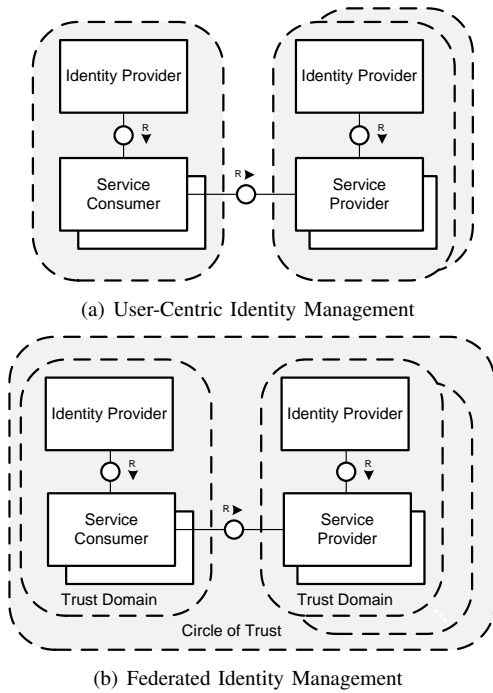 Identity Provider
Identity Provider
R
R
Service
Consumer
R
Service
Provider
(a) User-Centric Identity Management
Identity Provider
Identity Provider
R
R
Service
Consumer
R
Service
Provider
Trust Domain
Trust Domain
Circle of Trust
(b) Federated Identity Management